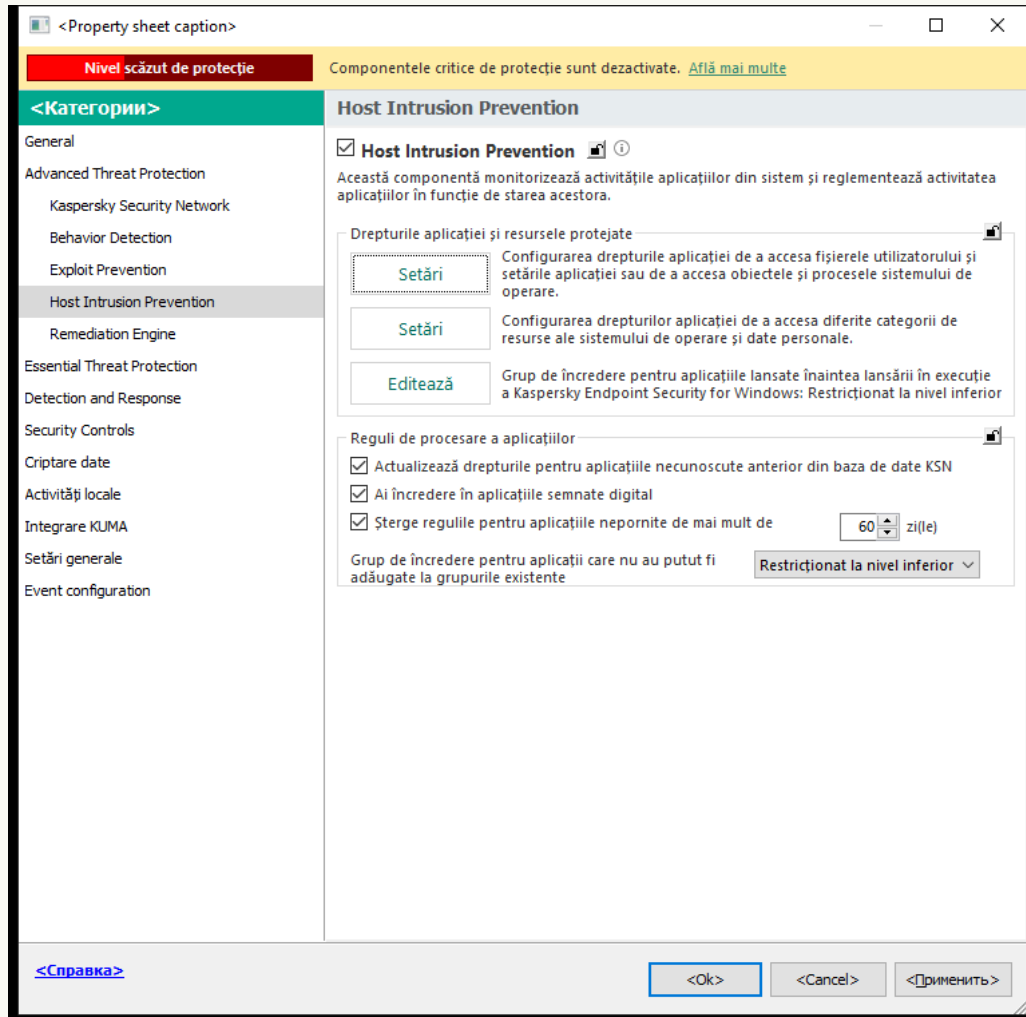 <Property sheet caption>
Nivel scăzut de protecție
Componentele critice de protecție sunt dezactivate. Află mai multe
<Категории>
General
Advanced Threat Protection
Kaspersky Security Network
Behavior Detection
Exploit Prevention
Host Intrusion Prevention
Remediation Engine
Essential Threat Protection
Detection and Response
Security Controls
Criptare date
Activități locale
Integrare KUMA
Setări generale
Event configuration
Host Intrusion Prevention
Host Intrusion Prevention
Această componentă monitorizează activitățile aplicațiilor din sistem și reglementează activitatea
aplicațiilor în funcție de starea acestora.
Drepturile aplicației și resursele protejate
Setări
Configurarea drepturile aplicației de a accesa fișierele utilizatorului și
setările aplicației sau de a accesa obiectele și procesele sistemului de
operare.
Setări
Configurarea drepturilor aplicației de a accesa diferite categorii de
resurse ale sistemului de operare și date personale.
Editează
Grup de încredere pentru aplicațiile lansate înaintea lansării în execuție
a Kaspersky Endpoint Security for Windows: Restricționat la nivel inferior
Reguli de procesare a aplicațiilor
Actualizează drepturile pentru aplicațiile necunoscute anterior din baza de date KSN
Ai încredere în aplicațiile semnate digital
Șterge regulile pentru aplicațiile nepornite de mai mult de
60
zi(le)
Grup de încredere pentru aplicații care nu au putut fi
adăugate la grupurile existente
Restricționat la nivel inferior
<Справка>
<Ok>
<Cancel>
<Применить>